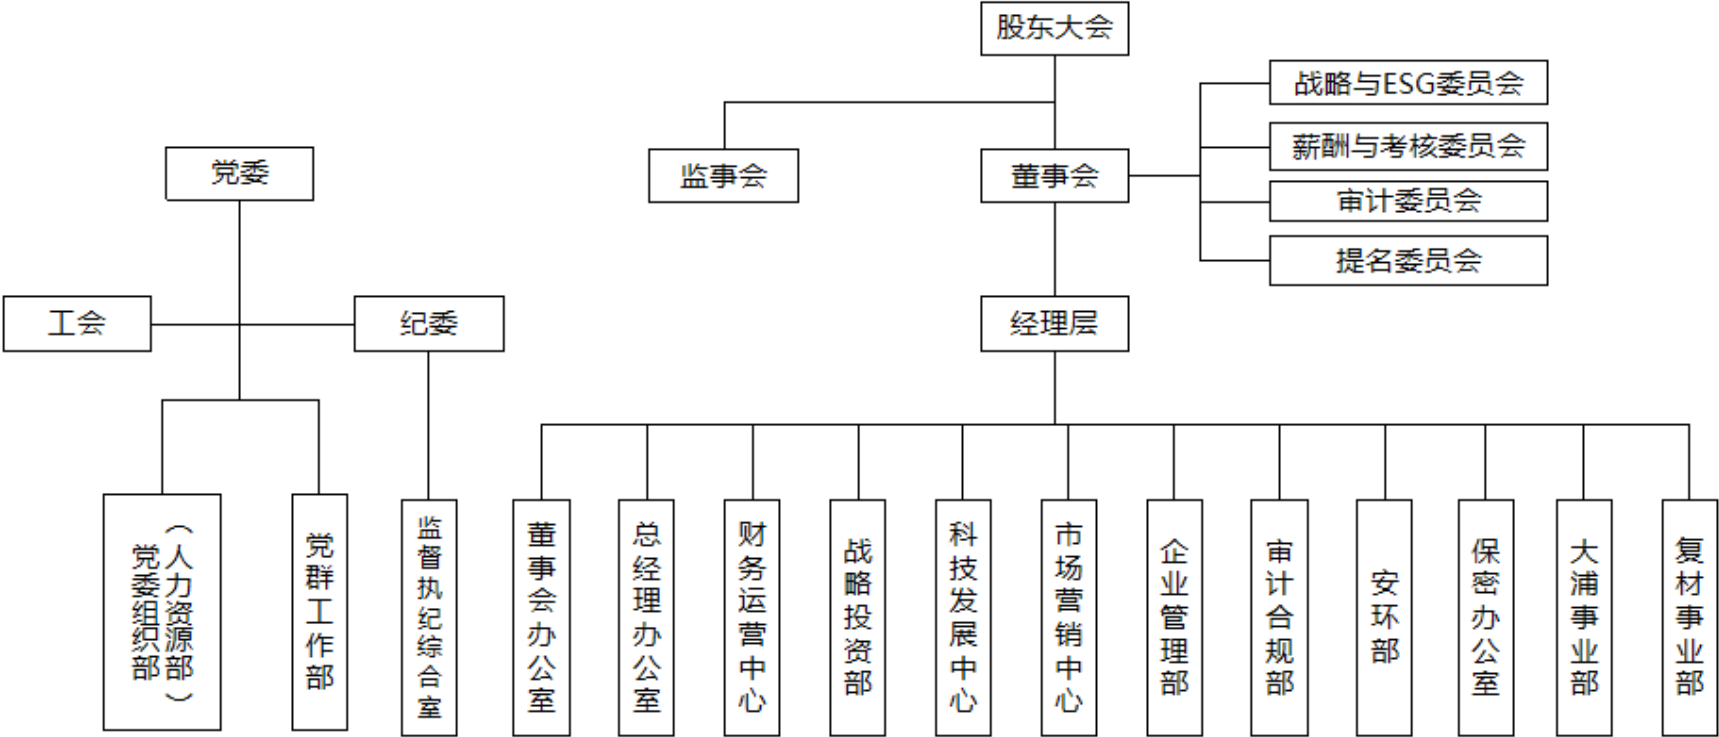 股东大会
战略与ESG委员会
薪酬与考核委员会
党委
监事会
董事会
审计委员会
提名委员会
工会
纪委
经理层
党委组织部
（人力资源部）
党群工作部
监督执纪综合室
董事会办公室
总经理办公室
财务运营中心
战略投资部
科技发展中心
市场营销中心
企业管理部
审计合规部
安环部
保密办公室
大浦事业部
复材事业部